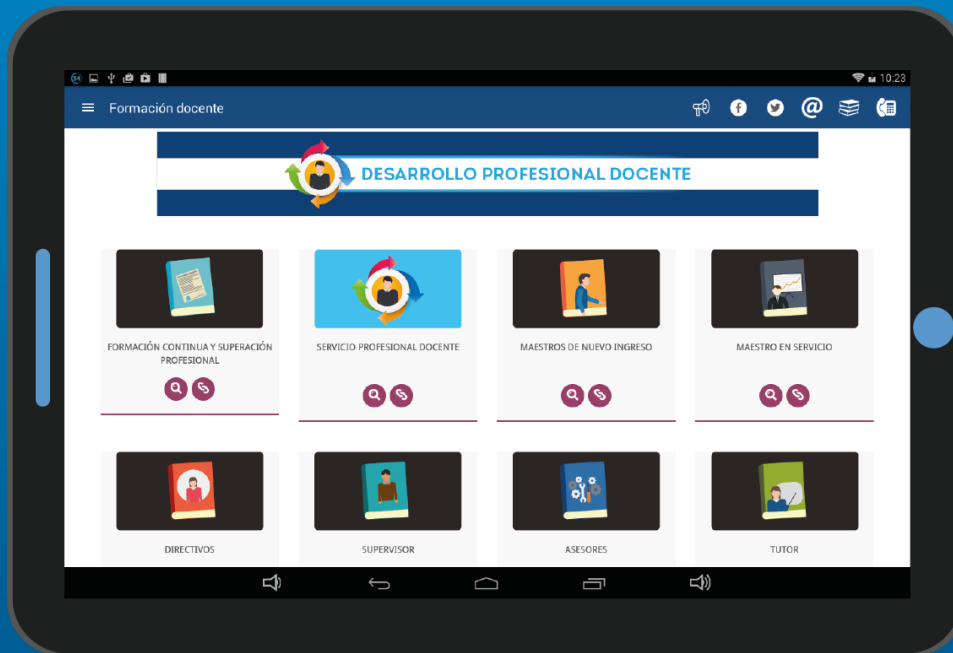 10:23
Formación docente
DESARROLLO PROFESIONAL DOCENTE
FORMACIÓN CONTINUA Y SUPERACIÓN
PROFESIONAL
SERVICIO PROFESIONAL DOCENTE
MAESTROS DE NUEVO INGRESO
MAESTRO EN SERVICIO
DIRECTIVOS
SUPERVISOR
ASESORES
TUTOR